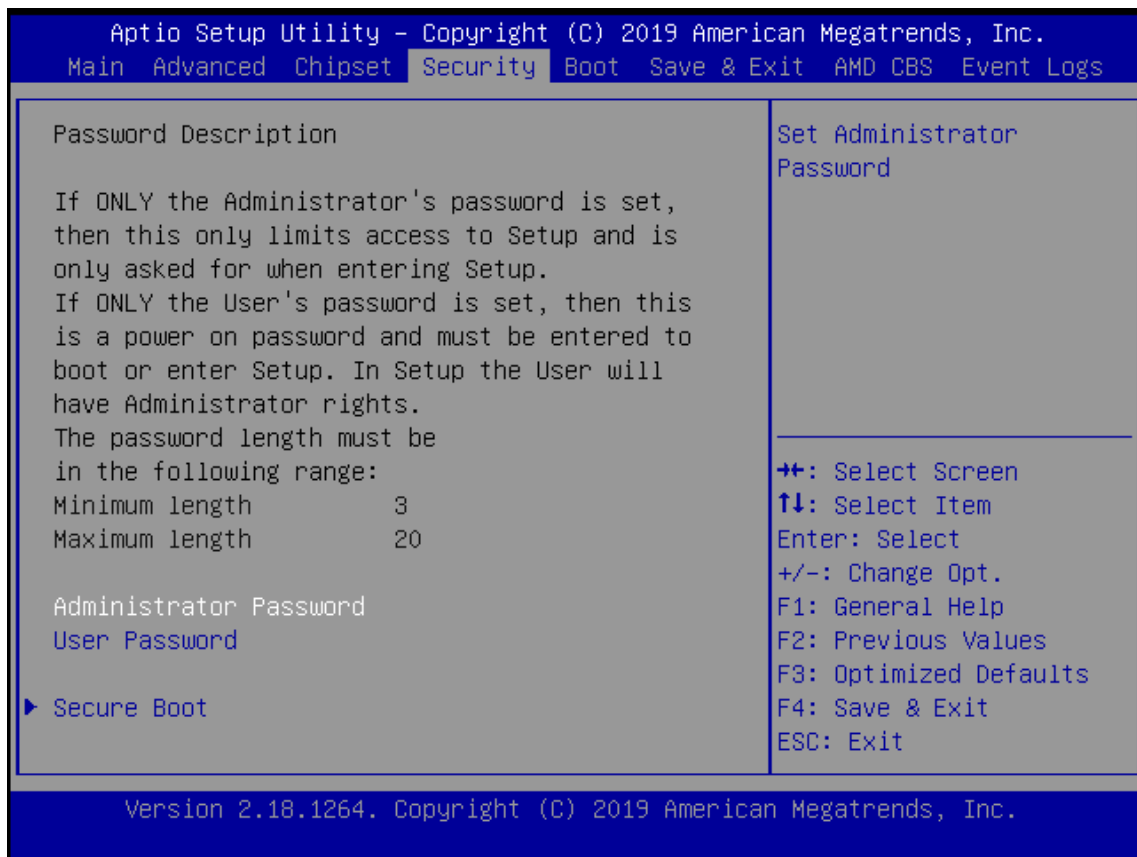 Aptio Setup Utility – Copyright (C) 2019 American Megatrends, Inc.
Main Advanced Chipset Security Boot Save & Exit AMD CBS Event Logs
Password Description
If ONLY the Administrator's password is set,
then this only limits access to Setup and is
only asked for when entering Setup.
If ONLY the User's password is set, then this
is a power on password and must be entered to
boot or enter Setup. In Setup the User will
have Administrator rights.
The password length must be
in the following range:
Minimum length 3
Maximum length 20
Administrator Password
User Password
Secure Boot
Set Administrator
Password
→←: Select Screen
↑↓: Select Item
Enter: Select
+/-: Change Opt.
F1: General Help
F2: Previous Values
F3: Optimized Defaults
F4: Save & Exit
ESC: Exit
Version 2.18.1264. Copyright (C) 2019 American Megatrends, Inc.